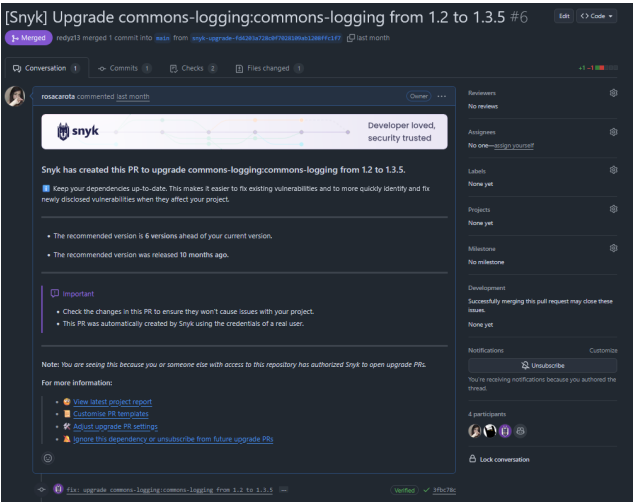 [Snyk] Upgrade commons-logging:commons-logging from 1.2 to 1.3.5 #6
Edit
<> Code
Merged
redyz13 merged 1 commit into main from
last month
Conversation 1
Commits 1
Checks 2
Files changed 1
+1 -1
rosacarota commented last month
Owner
snyk
Developer loved,
security trusted
Snyk has created this PR to upgrade commons-logging:commons-logging from 1.2 to 1.3.5.
Keep your dependencies up-to-date. This makes it easier to fix existing vulnerabilities and to more quickly identify and fix
newly disclosed vulnerabilities when they affect your project.
The recommended version is 6 versions ahead of your current version.
The recommended version was released 10 months ago.
Important
Check the changes in this PR to ensure they won't cause issues with your project.
This PR was automatically created by Snyk using the credentials of a real user.
Note: You are seeing this because you or someone else with access to this repository has authorized Snyk to open upgrade PRs.
For more information:
View latest project report
Customise PR templates
Adjust upgrade PR settings
Ignore this dependency or unsubscribe from future upgrade PRs
fix: upgrade commons-logging:commons-logging from 1.2 to 1.3.5
Verified
3fbc78c
Reviewers
No reviews
Assignees
No one—assign yourself
Labels
None yet
Projects
None yet
Milestone
No milestone
Development
Successfully merging this pull request may close these
issues.
None yet
Notifications
Customize
Unsubscribe
You're receiving notifications because you authored the
thread.
4 participants
Lock conversation